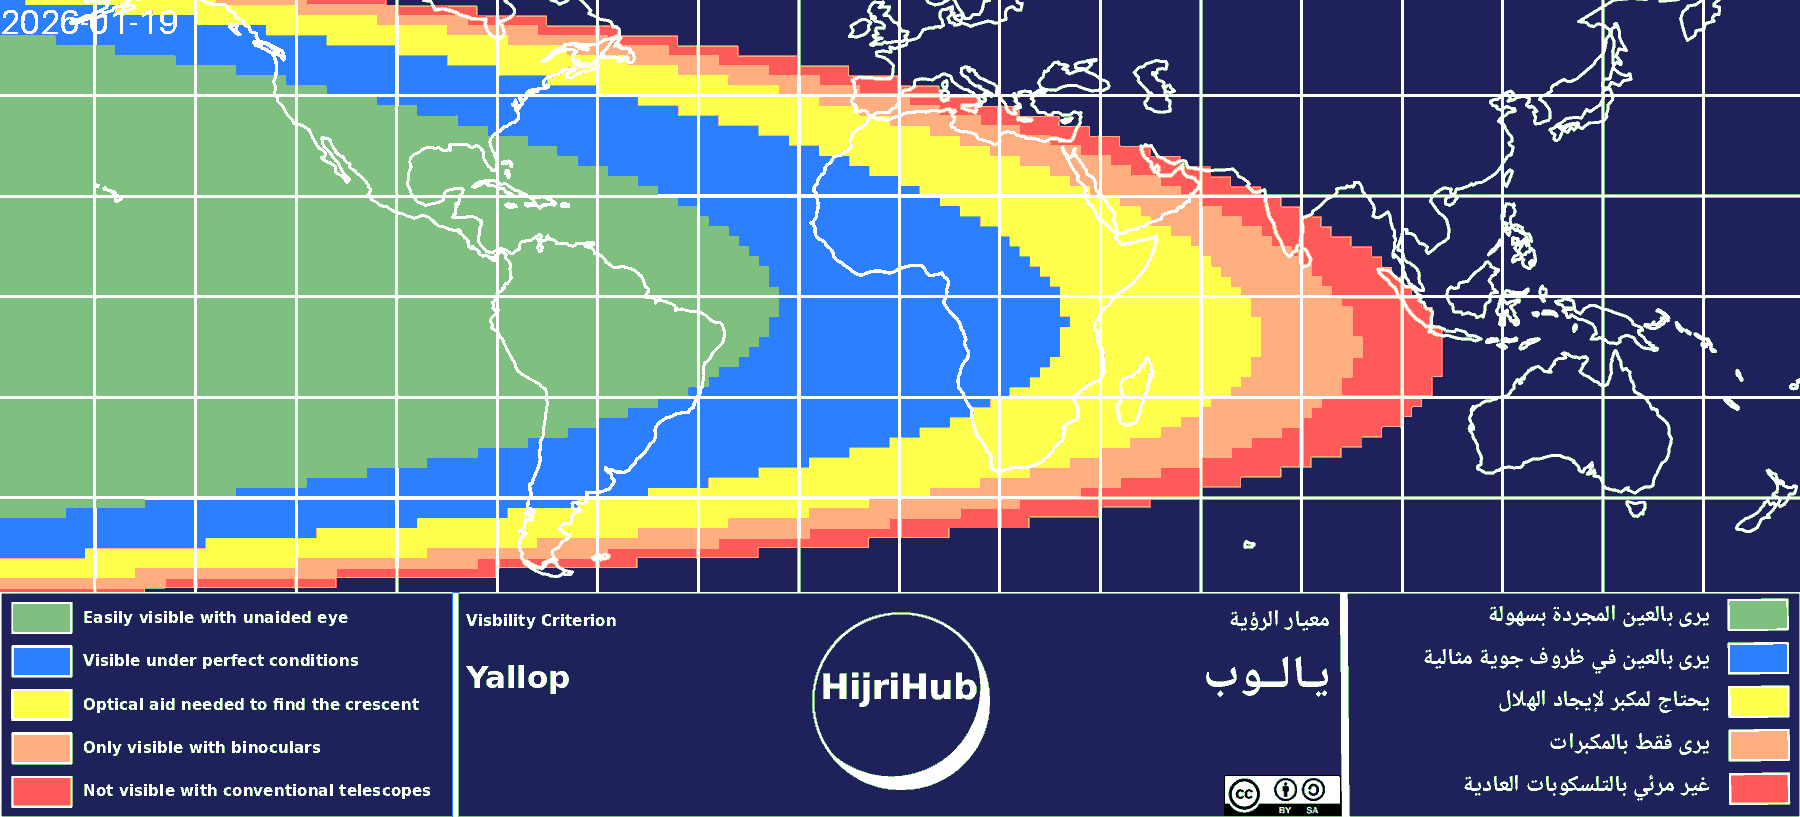 2026-01-19
Easily visible with unaided eye
Visible under perfect conditions
Optical aid needed to find the crescent
Only visible with binoculars
Not visible with conventional telescopes
Visbility Criterion
Yallop
HijriHub
معيار الرؤية
يـالـوب
cc
BY SA
يرى بالعين المجردة بسهولة
يرى بالعين في ظروف جوية مثالية
يحتاج لمكبر لإيجاد الهلال
يرى فقط بالمكبرات
غير مرئي بالتلسكوبات العادية